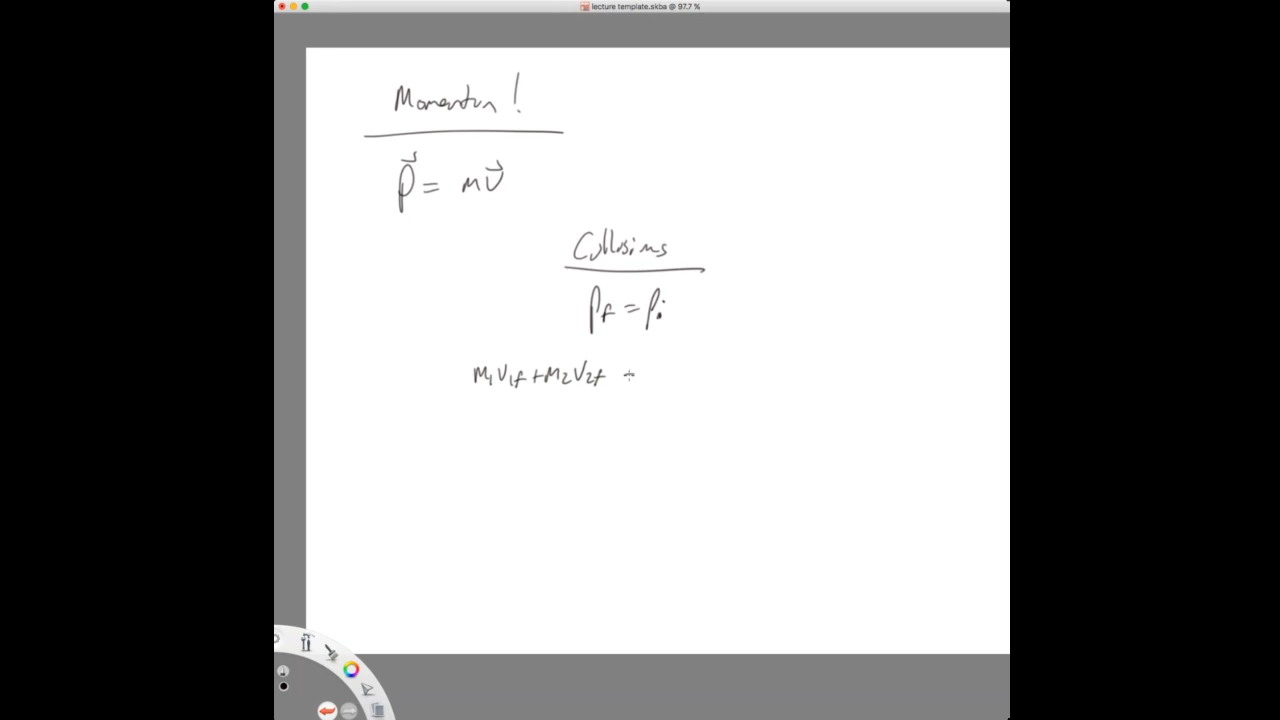 lecture template.skba @ 97.7 %
Momentum !
p⃗ = mv⃗
Collisions
Pf = Pi
m₁v₁f + m₂v₂f